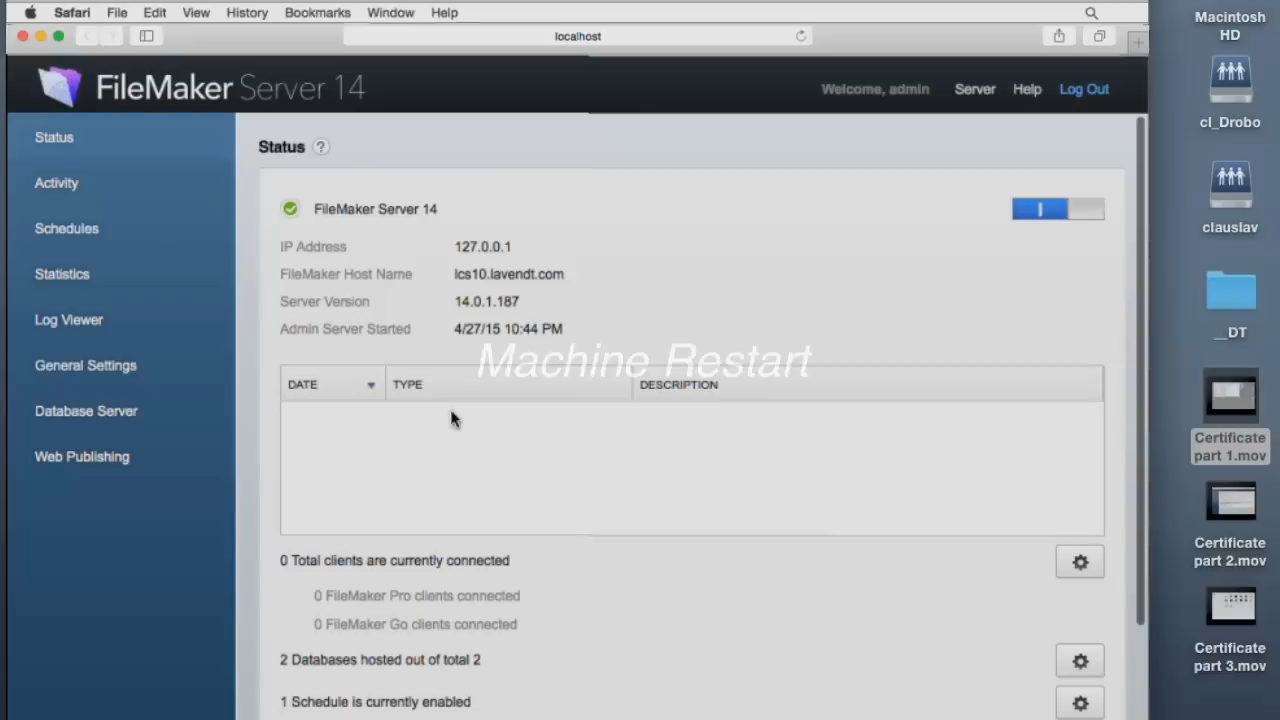 Safari File Edit View History Bookmarks Window Help
localhost
FileMaker Server 14
Welcome, admin Server Help Log Out
Status
Activity
Schedules
Statistics
Log Viewer
General Settings
Database Server
Web Publishing
Status ?
FileMaker Server 14
IP Address 127.0.0.1
FileMaker Host Name lcs10.lavendt.com
Server Version 14.0.1.187
Admin Server Started 4/27/15 10:44 PM
Machine Restart
DATE TYPE DESCRIPTION
0 Total clients are currently connected
0 FileMaker Pro clients connected
0 FileMaker Go clients connected
2 Databases hosted out of total 2
1 Schedule is currently enabled
Macintosh
HD
cl_Drobo
clauslav
__DT
Certificate
part 1.mov
Certificate
part 2.mov
Certificate
part 3.mov